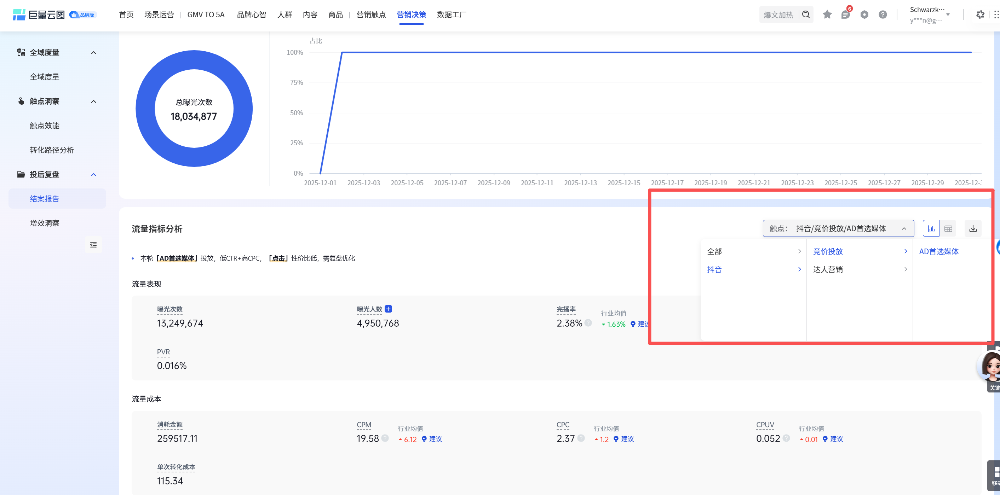 巨量云图 品牌版 首页 场景运营 GMV TO 5A 品牌心智 人群 内容 商品 营销触点 营销决策 数据工厂 爆文加热 6 Schwarzk…
y***n@g…
全域度量
全域度量
触点洞察
触点效能
转化路径分析
投后复盘
结案报告
增效洞察
总曝光次数
18,034,877
占比
100%
75%
50%
25%
0%
2025-12-01 2025-12-03 2025-12-05 2025-12-07 2025-12-09 2025-12-11 2025-12-13 2025-12-15 2025-12-17 2025-12-19 2025-12-21 2025-12-23 2025-12-25 2025-12-27 2025-12-29 2025-12-
流量指标分析
触点： 抖音/竞价投放/AD首选媒体
全部 竞价投放 AD首选媒体
抖音 达人营销
本轮「AD首选媒体」投放，低CTR+高CPC，「点击」性价比低，需复盘优化
流量表现
曝光次数 曝光人数 完播率 行业均值
13,249,674 4,950,768 2.38% 1.63% 建议
PVR
0.016%
关键
流量成本
消耗金额 CPM 行业均值 CPC 行业均值 CPUV 行业均值
259517.11 19.58 6.12 建议 2.37 1.2 建议 0.052 0.01 建议
单次转化成本
115.34
移动